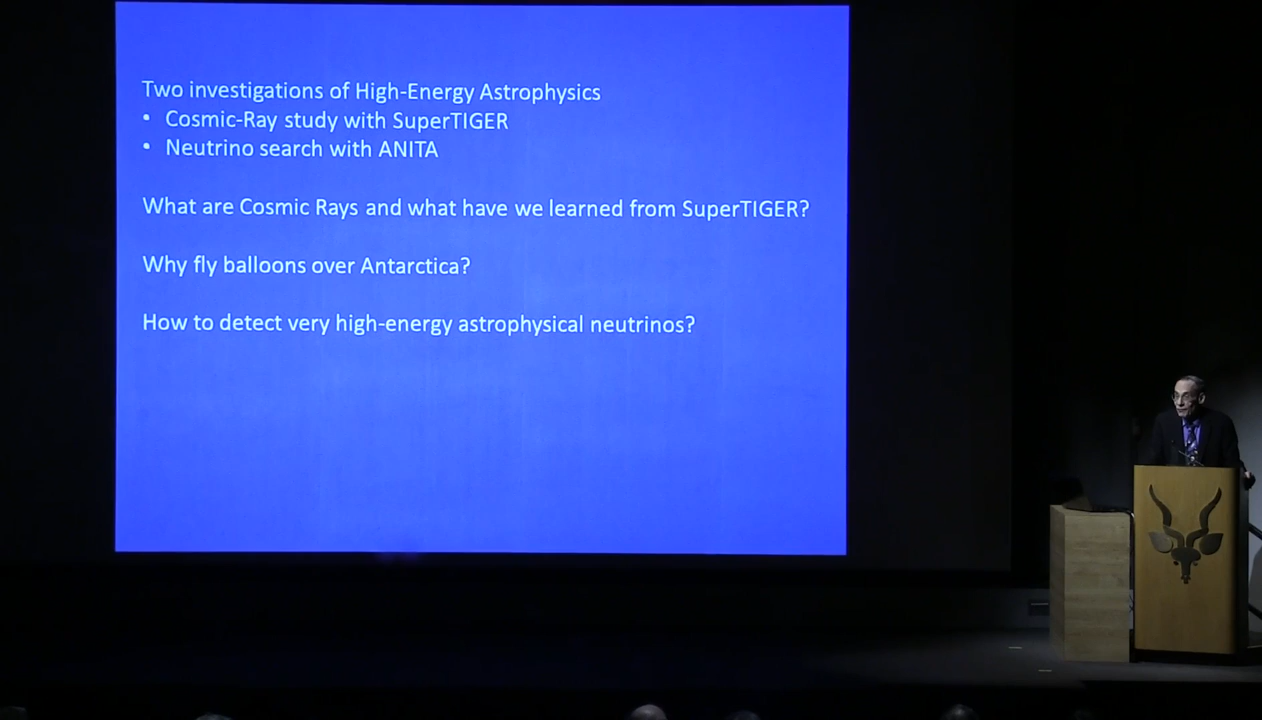 Two investigations of High-Energy Astrophysics
• Cosmic-Ray study with SuperTIGER
• Neutrino search with ANITA
What are Cosmic Rays and what have we learned from SuperTIGER?
Why fly balloons over Antarctica?
How to detect very high-energy astrophysical neutrinos?